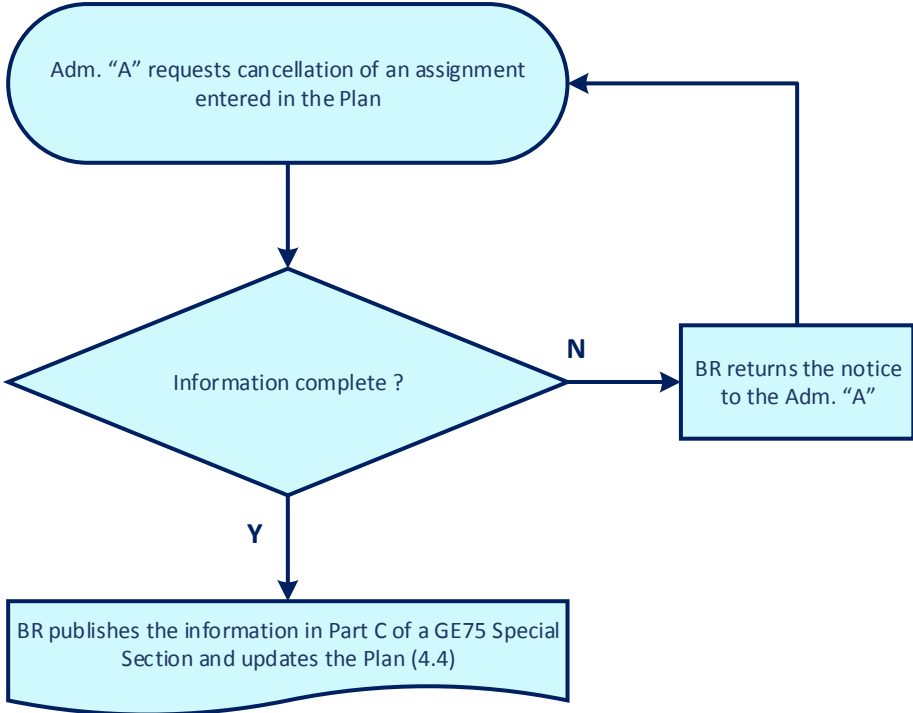 Adm. “A” requests cancellation of an assignment
entered in the Plan
Information complete ?
N
BR returns the notice
to the Adm. “A”
Y
BR publishes the information in Part C of a GE75 Special
Section and updates the Plan (4.4)